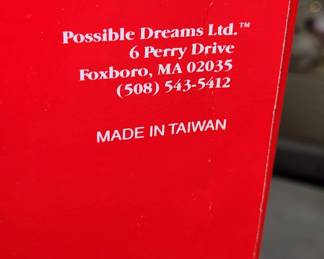 Possible Dreams Ltd.™
6 Perry Drive
Foxboro, MA 02035
(508) 543-5412
MADE IN TAIWAN